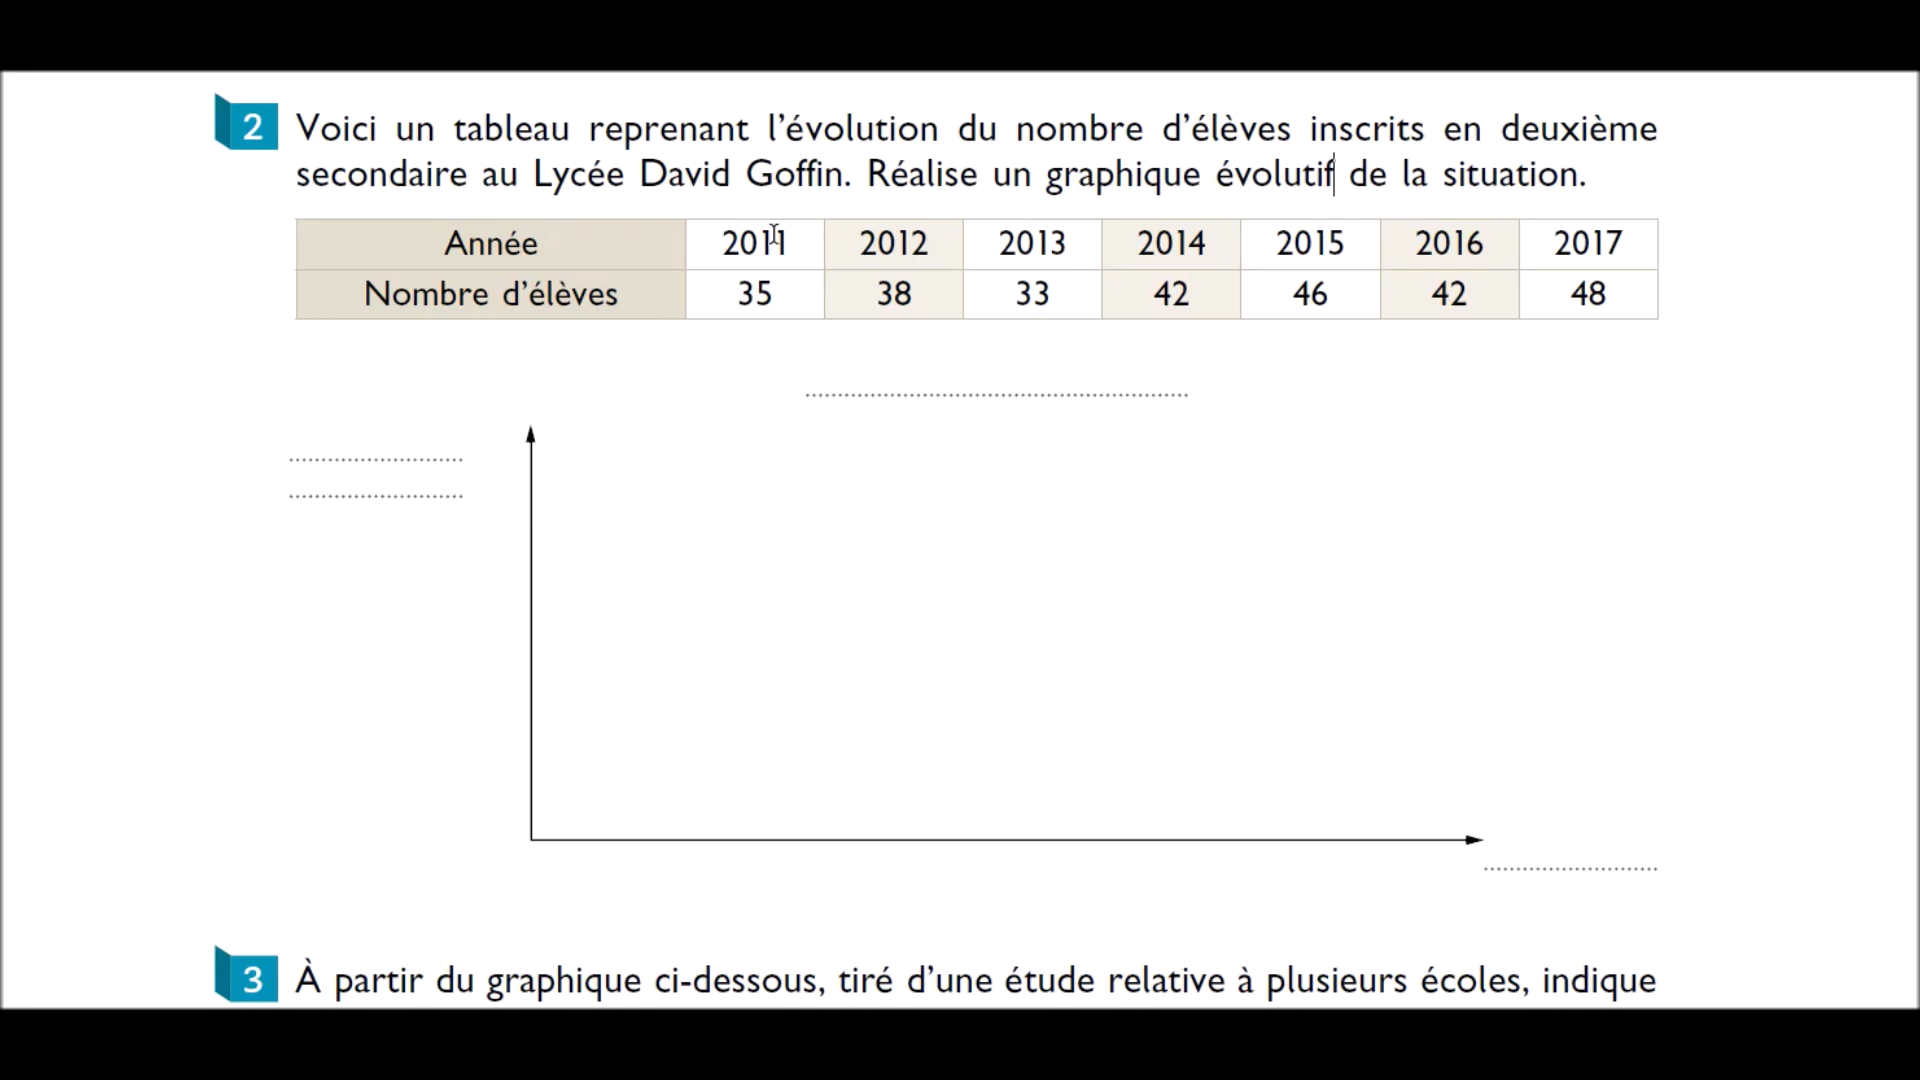 2 Voici un tableau reprenant l’évolution du nombre d’élèves inscrits en deuxième
secondaire au Lycée David Goffin. Réalise un graphique évolutif de la situation.
Année 2011 2012 2013 2014 2015 2016 2017
Nombre d’élèves 35 38 33 42 46 42 48
3 À partir du graphique ci-dessous, tiré d’une étude relative à plusieurs écoles, indique